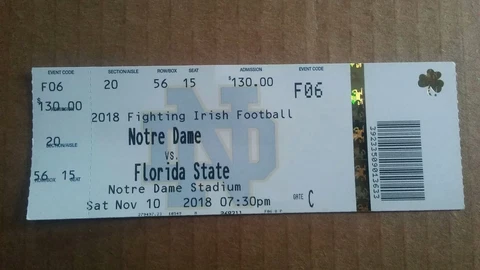 EVENT CODE SECTION/AISLE ROW/BOX SEAT ADMISSION EVENT CODE
F06 20 56 15 $130.00 F06
$130.00
2018 Fighting Irish Football
Notre Dame
20
vs.
Florida State
56 15
Notre Dame Stadium
Sat Nov 10 2018 07:30pm
GATE C
ND
3923509013633